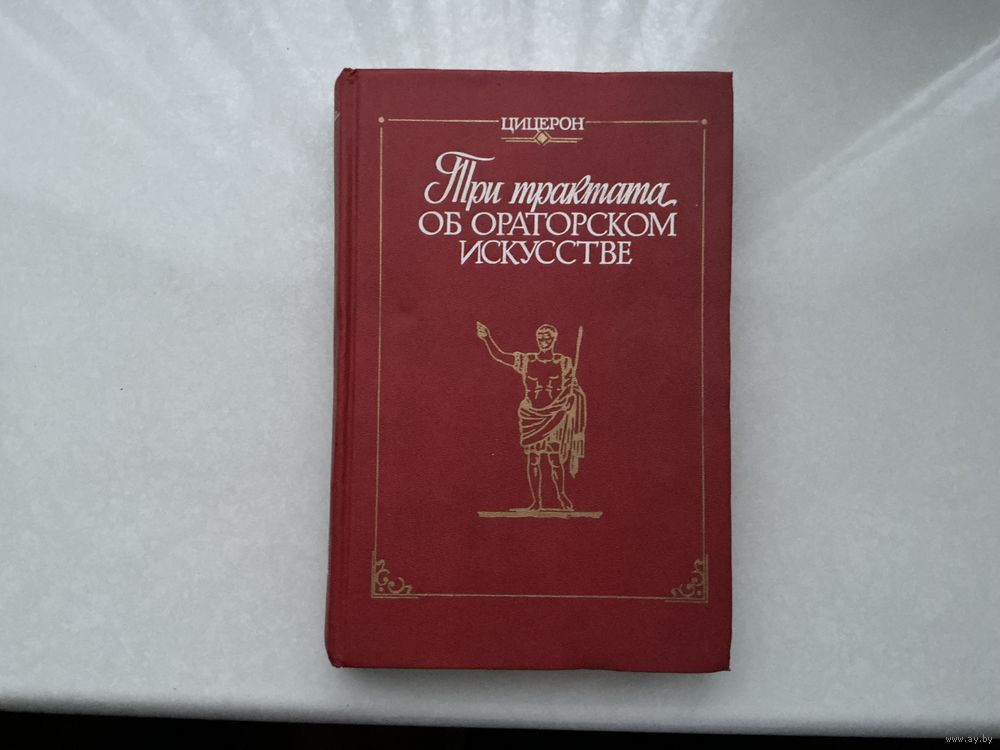 ЦИЦЕРОН
Три трактата
ОБ ОРАТОРСКОМ
ИСКУССТВЕ
www.ay.by